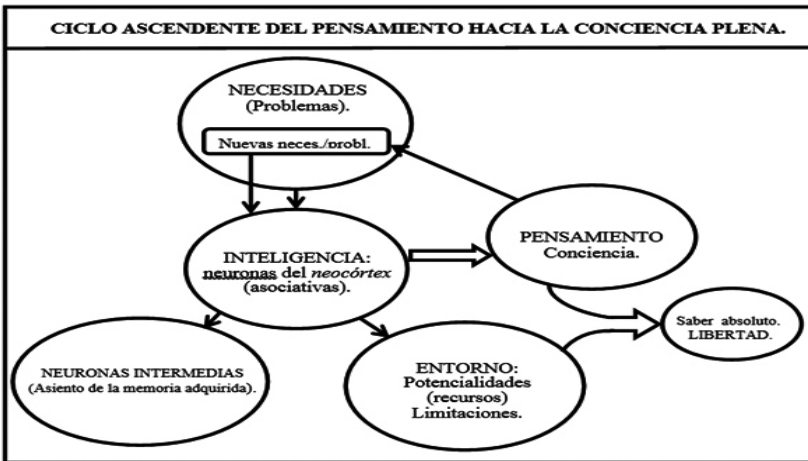 CICLO ASCENDENTE DEL PENSAMIENTO HACIA LA CONCIENCIA PLENA.
NECESIDADES
(Problemas).
Nuevas neces./probl.
INTELIGENCIA:
neuronas del neocórtex
(asociativas).
PENSAMIENTO
Conciencia.
Saber absoluto.
LIBERTAD.
NEURONAS INTERMEDIAS
(Asiento de la memoria adquirida).
ENTORNO:
Potencialidades
(recursos)
Limitaciones.